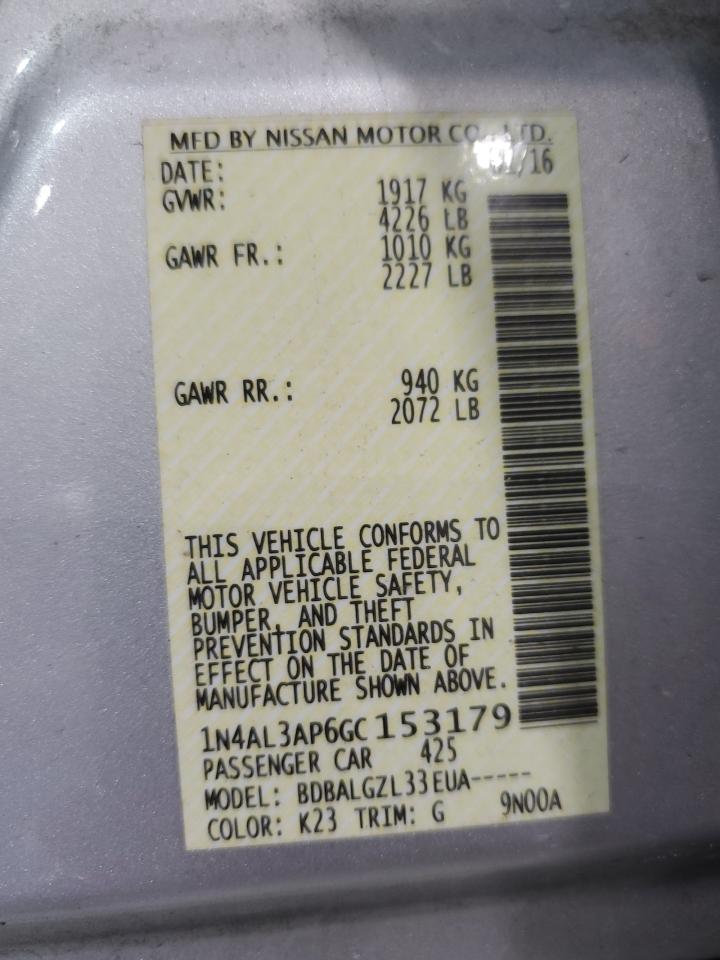 MFD BY NISSAN MOTOR CO., LTD.
DATE: 01/16
GVWR: 1917 KG
4226 LB
GAWR FR.: 1010 KG
2227 LB
GAWR RR.: 940 KG
2072 LB
THIS VEHICLE CONFORMS TO
ALL APPLICABLE FEDERAL
MOTOR VEHICLE SAFETY,
BUMPER, AND THEFT
PREVENTION STANDARDS IN
EFFECT ON THE DATE OF
MANUFACTURE SHOWN ABOVE.
1N4AL3AP6GC153179
PASSENGER CAR 425
MODEL: BDBALGZL33EUA-----
COLOR: K23 TRIM: G 9N00A